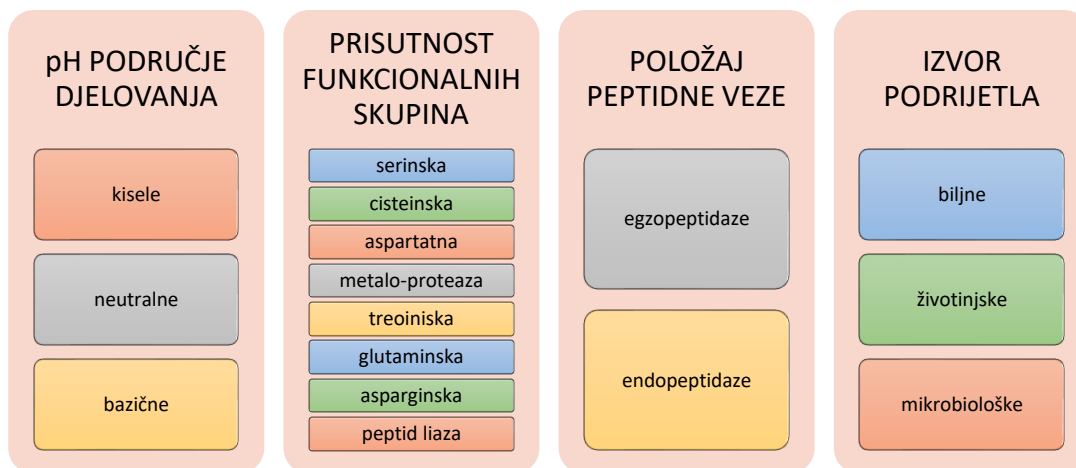 pH PODRUČJE
DJELOVANJA
kisele
neutralne
bazične
PRISUTNOST
FUNKCIONALNIH
SKUPINA
serinska
cisteinska
aspartatna
metalo-proteaza
treoiniska
glutaminska
asparginska
peptid liaza
POLOŽAJ
PEPTIDNE VEZE
egzopeptidaze
endopeptidaze
IZVOR
PODRIJETLA
biljne
životinjske
mikrobiološke